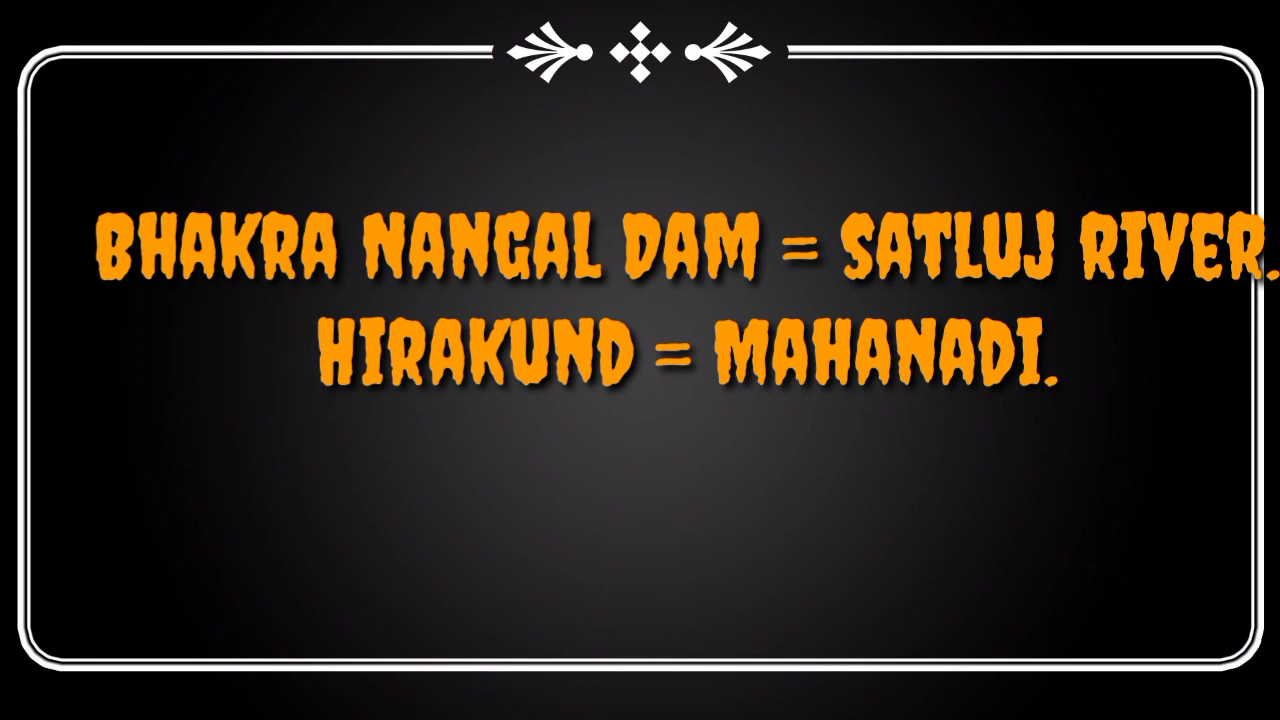 BHAKRA NANGAL DAM = SATLUJ RIVER.
HIRAKUND = MAHANADI.